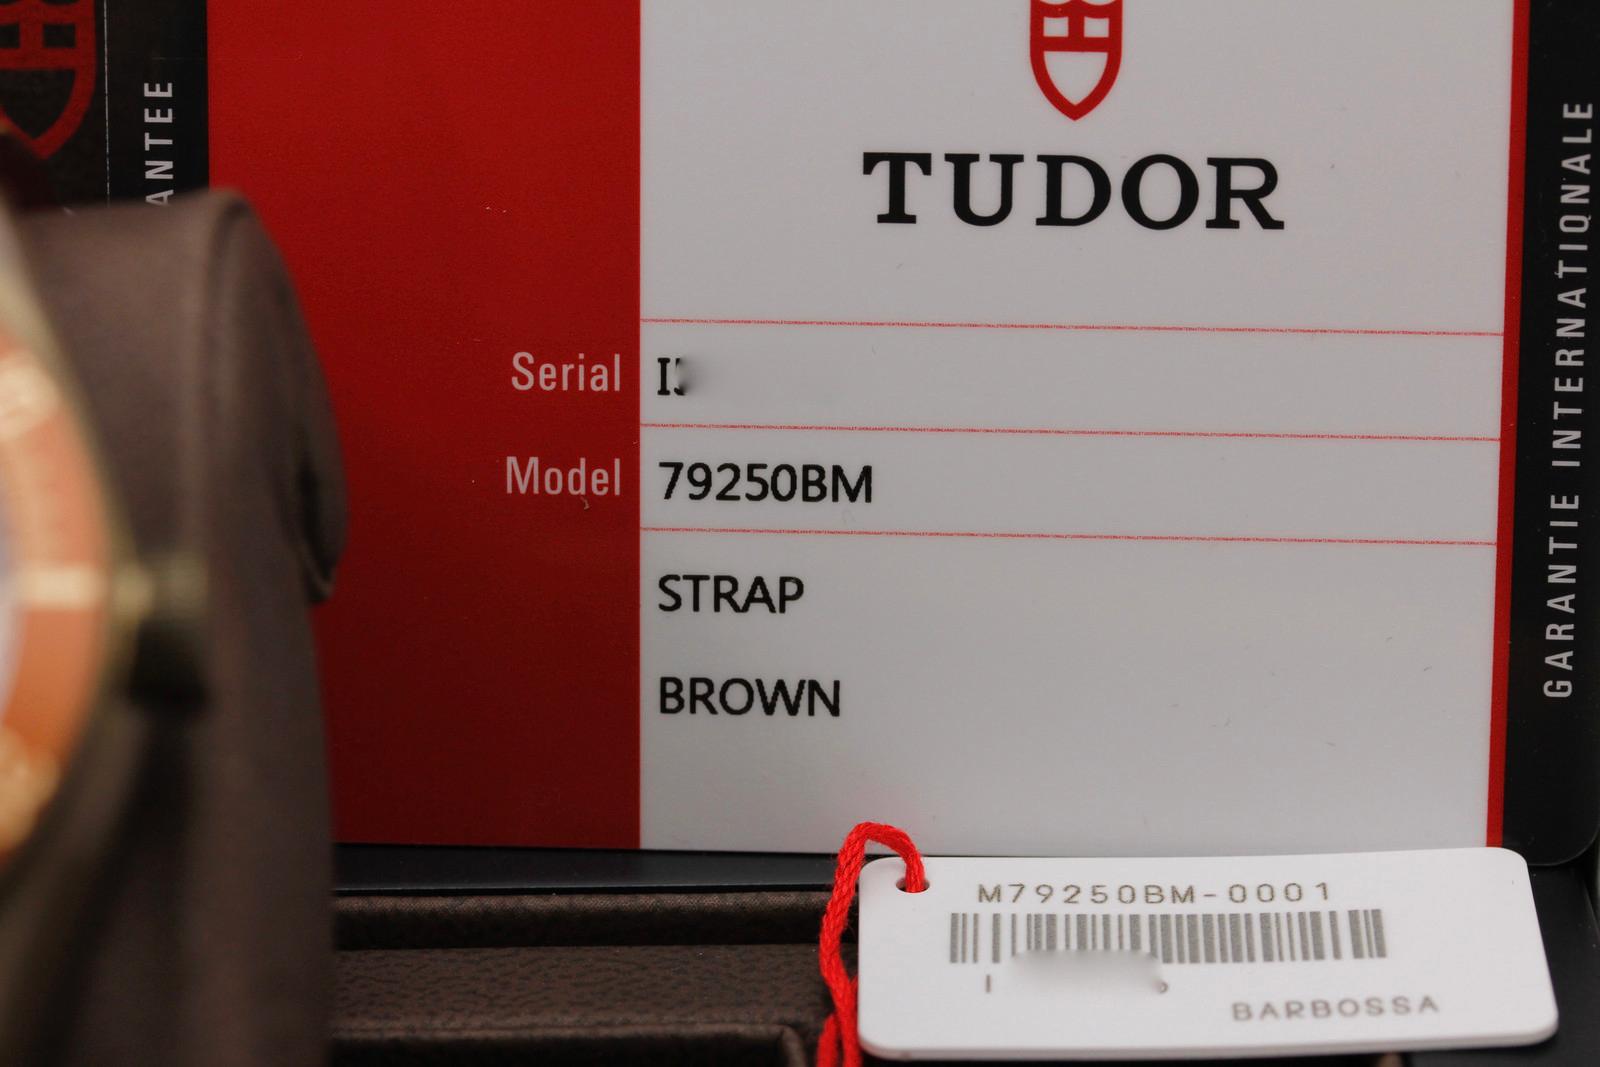 ANTEE
TUDOR
Serial
Model 79250BM
STRAP
BROWN
GARANTIE INTERNATIONALE
M79250BM-0001
BARBOSSA